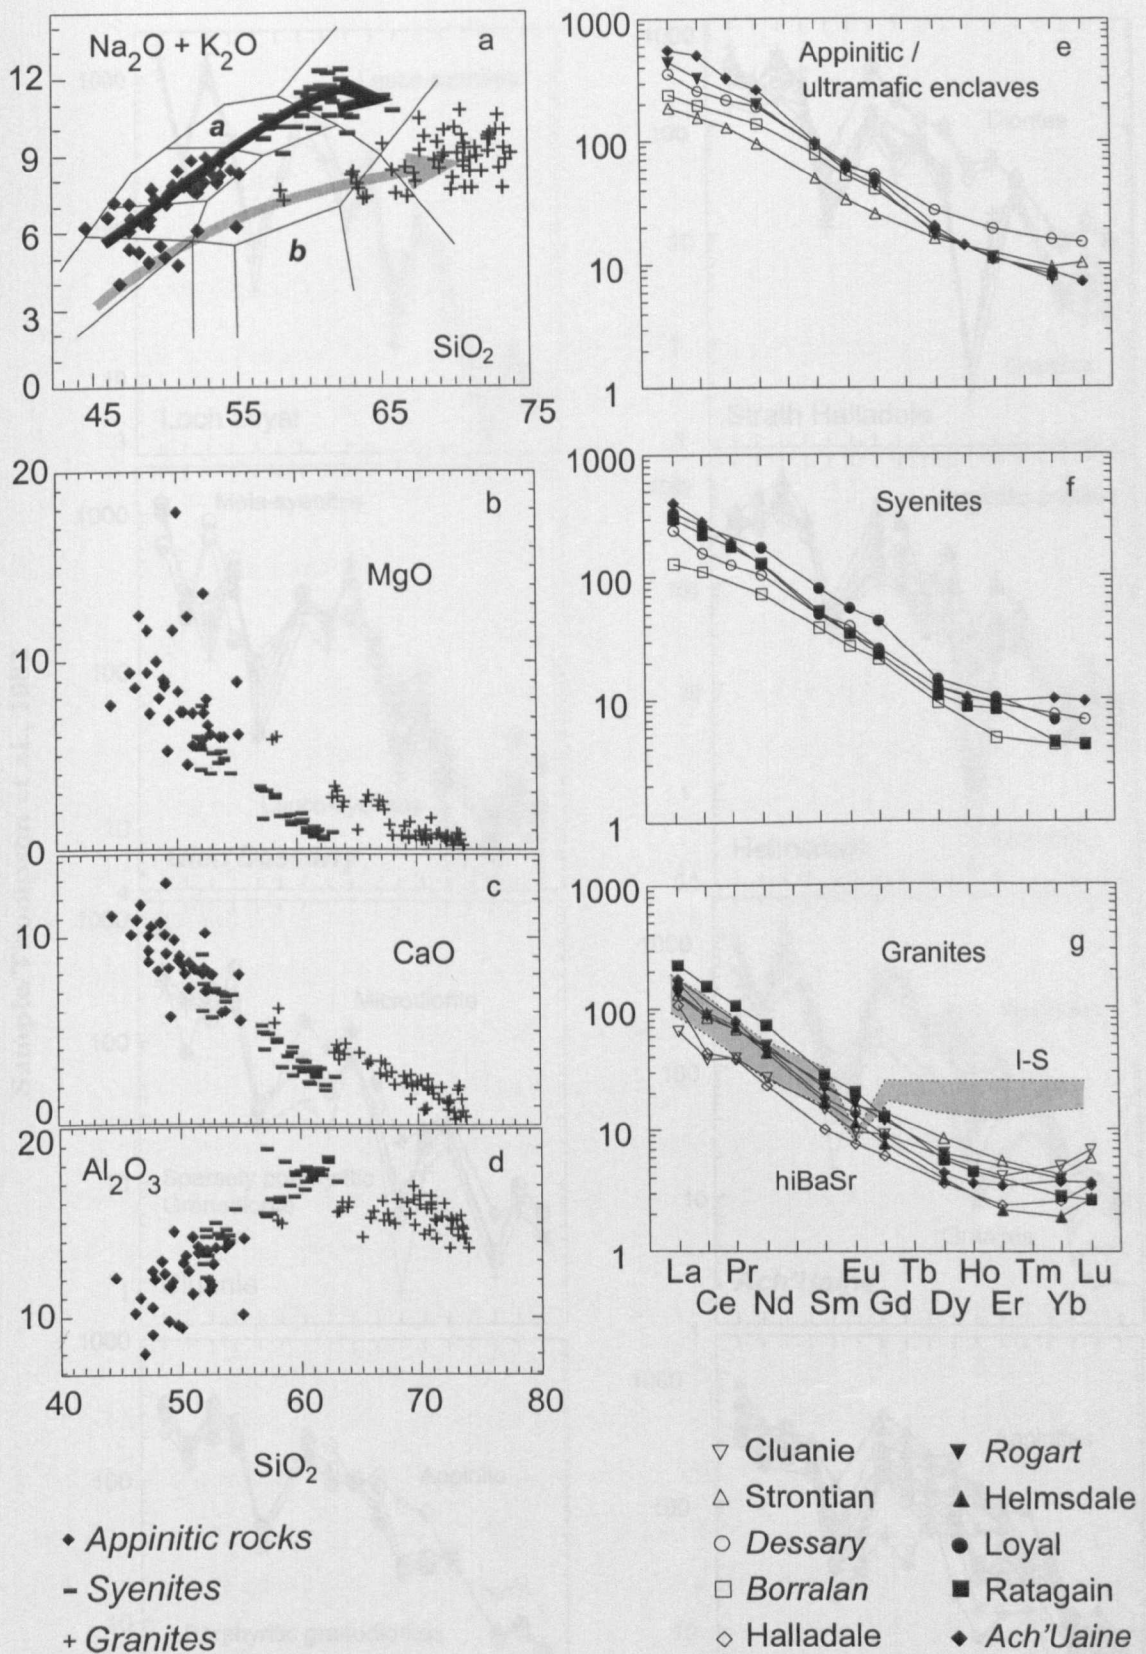 Na2O + K2O
a
12
9
6
3
0
a
b
SiO2
45 55 65 75
20
10
0
b
MgO
10
0
c
CaO
20
10
d
Al2O3
40 50 60 70 80
SiO2
Appinitic rocks
Syenites
Granites
1000
100
10
1
e
Appinitic /
ultramafic enclaves
1000
100
10
1
f
Syenites
1000
100
10
1
g
Granites
I-S
hiBaSr
La Pr Eu Tb Ho Tm Lu
Ce Nd Sm Gd Dy Er Yb
Cluanie
Strontian
Dessary
Borralan
Halladale
Rogart
Helmsdale
Loyal
Ratagain
Ach'Uaine